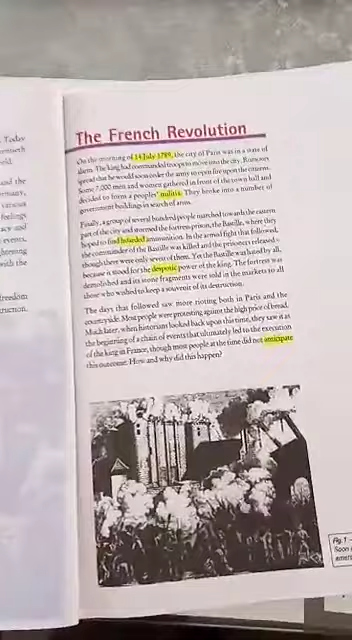 Today
The French Revolution
On the morning of 14 July 1789, the city of Paris was in a state of
alarm. The king had commanded troops to move into the city. Rumours
spread that he would soon order the army to open fire upon the citizens.
Some 7,000 men and women gathered in front of the town hall and
decided to form a peoples' militia. They broke into a number of
government buildings in search of arms.
Finally, a group of several hundred people marched towards the eastern
part of the city and stormed the fortress-prison, the Bastille, where they
hoped to find hoarded ammunition. In the armed fight that followed,
the commander of the Bastille was killed and the prisoners released –
though there were only seven of them. Yet the Bastille was hated by all,
because it stood for the despotic power of the king. The fortress was
demolished and its stone fragments were sold in the markets to all
those who wished to keep a souvenir of its destruction.
The days that followed saw more rioting both in Paris and the
countryside. Most people were protesting against the high price of bread.
Much later, when historians looked back upon this time, they saw it as
the beginning of a chain of events that ultimately led to the execution
of the king in France, though most people at the time did not anticipate
this outcome. How and why did this happen?
and the
various
feelings
events,
with the
Fig.1 –
Soon